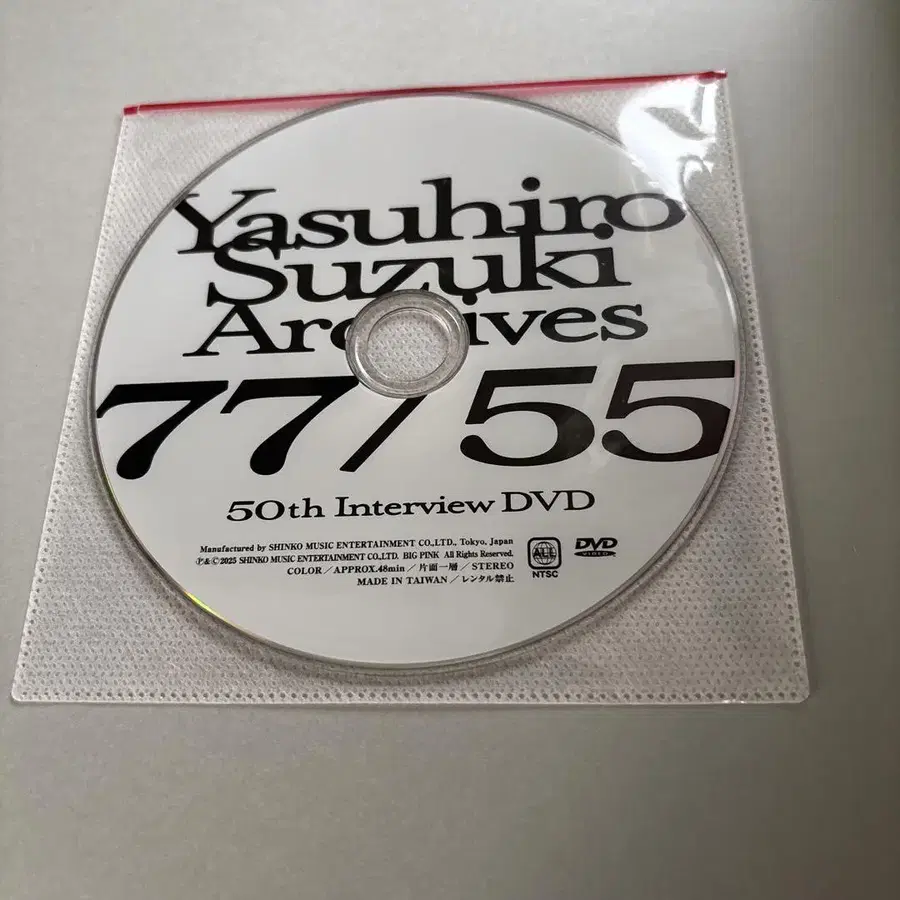 Yasuhiro
Suzuki
Archives
77/55
50th Interview DVD
Manufactured by SHINKO MUSIC ENTERTAINMENT CO.,LTD., Tokyo, Japan
Ⓟ&Ⓒ2025 SHINKO MUSIC ENTERTAINMENT CO.,LTD. BIG PINK All Rights Reserved.
COLOR/APPROX.48min/片面一層/STEREO
MADE IN TAIWAN/レンタル禁止
ALL
NTSC
DVD
VIDEO